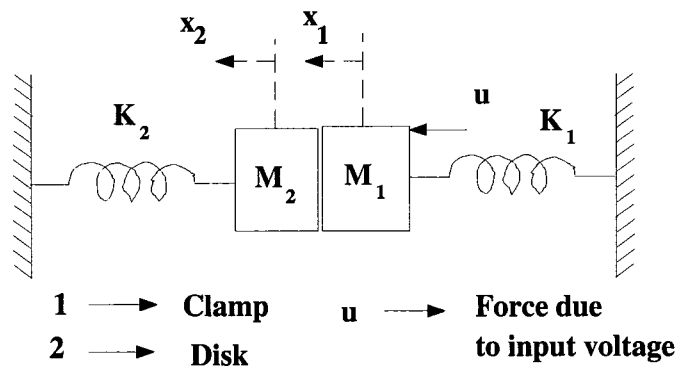 x2 x1
u
K2 K1
M2 M1
1 Clamp u Force due
2 Disk to input voltage